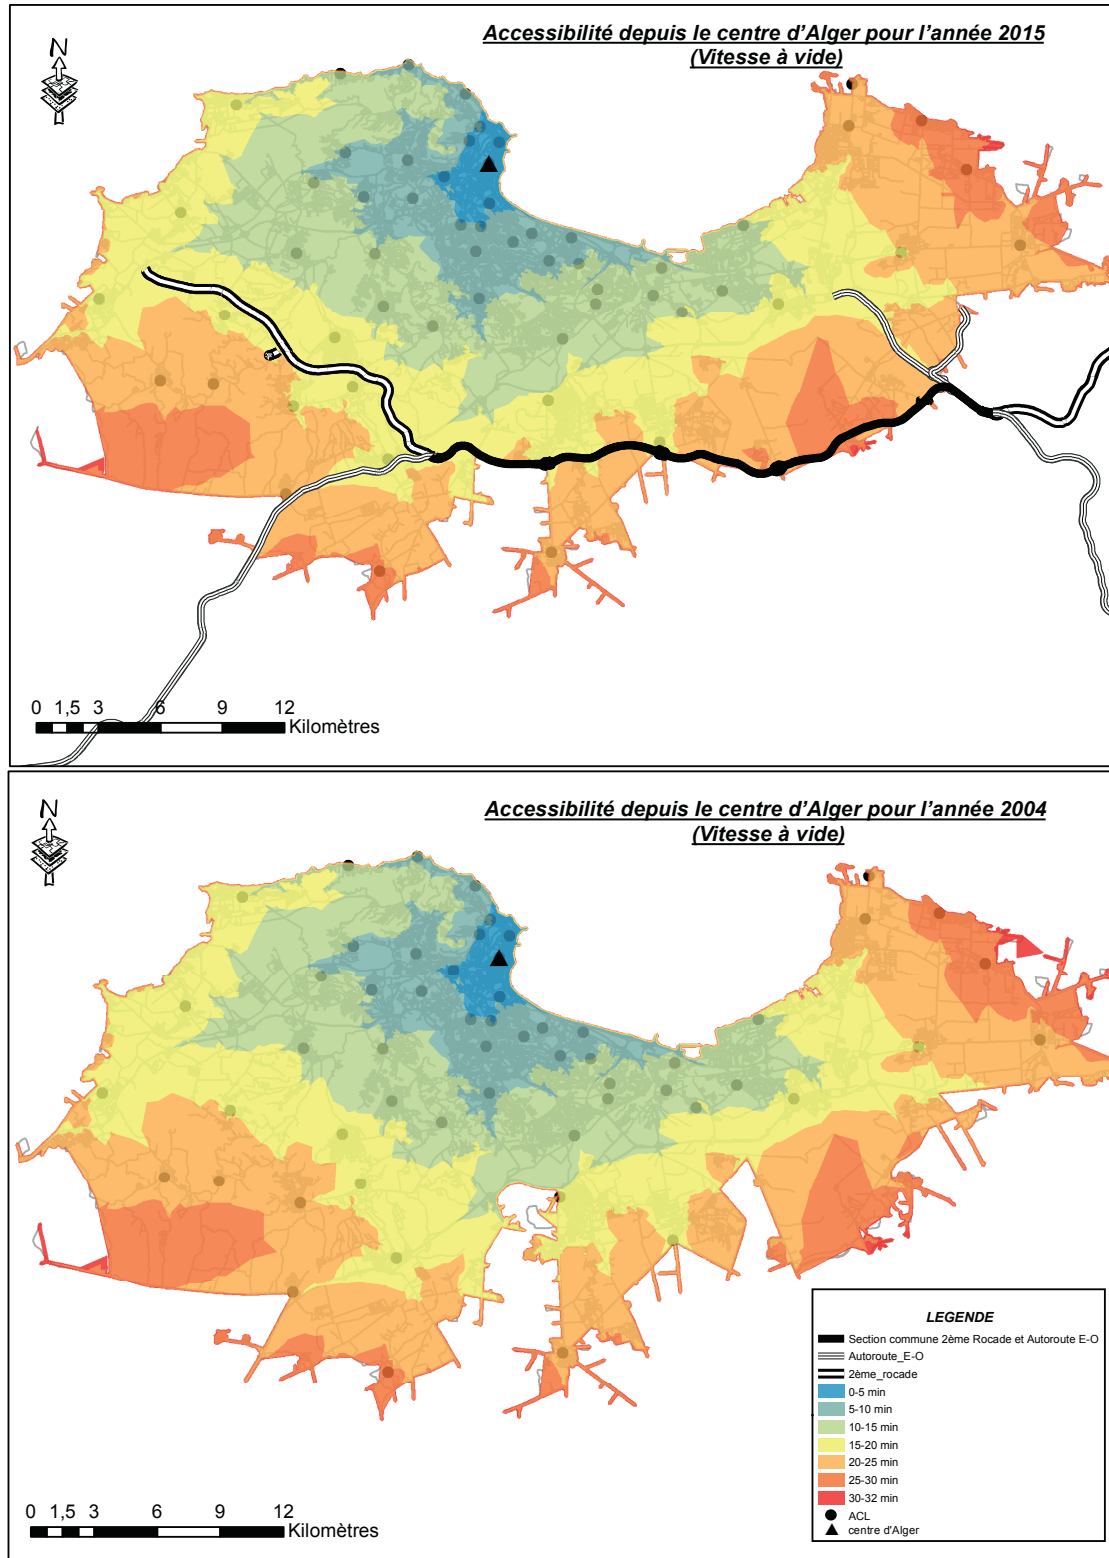 Accessibilité depuis le centre d'Alger pour l'année 2015
(Vitesse à vide)
N
0 1,5 3 6 9 12
Kilomètres
Accessibilité depuis le centre d'Alger pour l'année 2004
(Vitesse à vide)
N
LEGENDE
Section commune 2ème Rocade et Autoroute E-O
Autoroute_E-O
2ème_rocade
0-5 min
5-10 min
10-15 min
15-20 min
20-25 min
25-30 min
30-32 min
ACL
centre d'Alger
0 1,5 3 6 9 12
Kilomètres